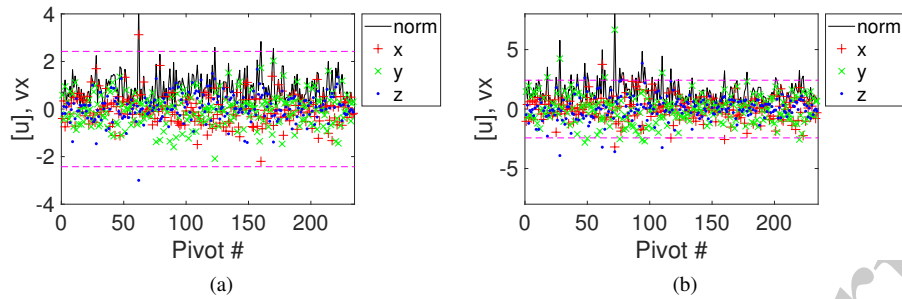 4
2
0
-2
-4
[u], vx
0 50 100 150 200
Pivot #
norm
x
y
z
(a)
5
0
-5
[u], vx
0 50 100 150 200
Pivot #
norm
x
y
z
(b)